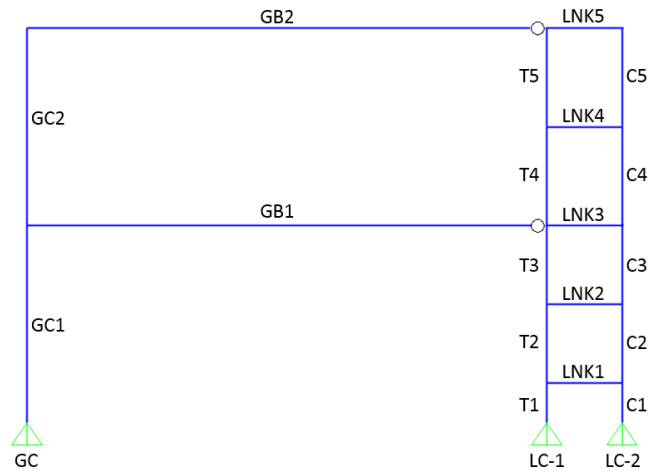 GB2
LNK5
T5
C5
GC2
LNK4
T4
C4
GB1
LNK3
T3
C3
GC1
LNK2
T2
C2
LNK1
T1
C1
GC
LC-1
LC-2